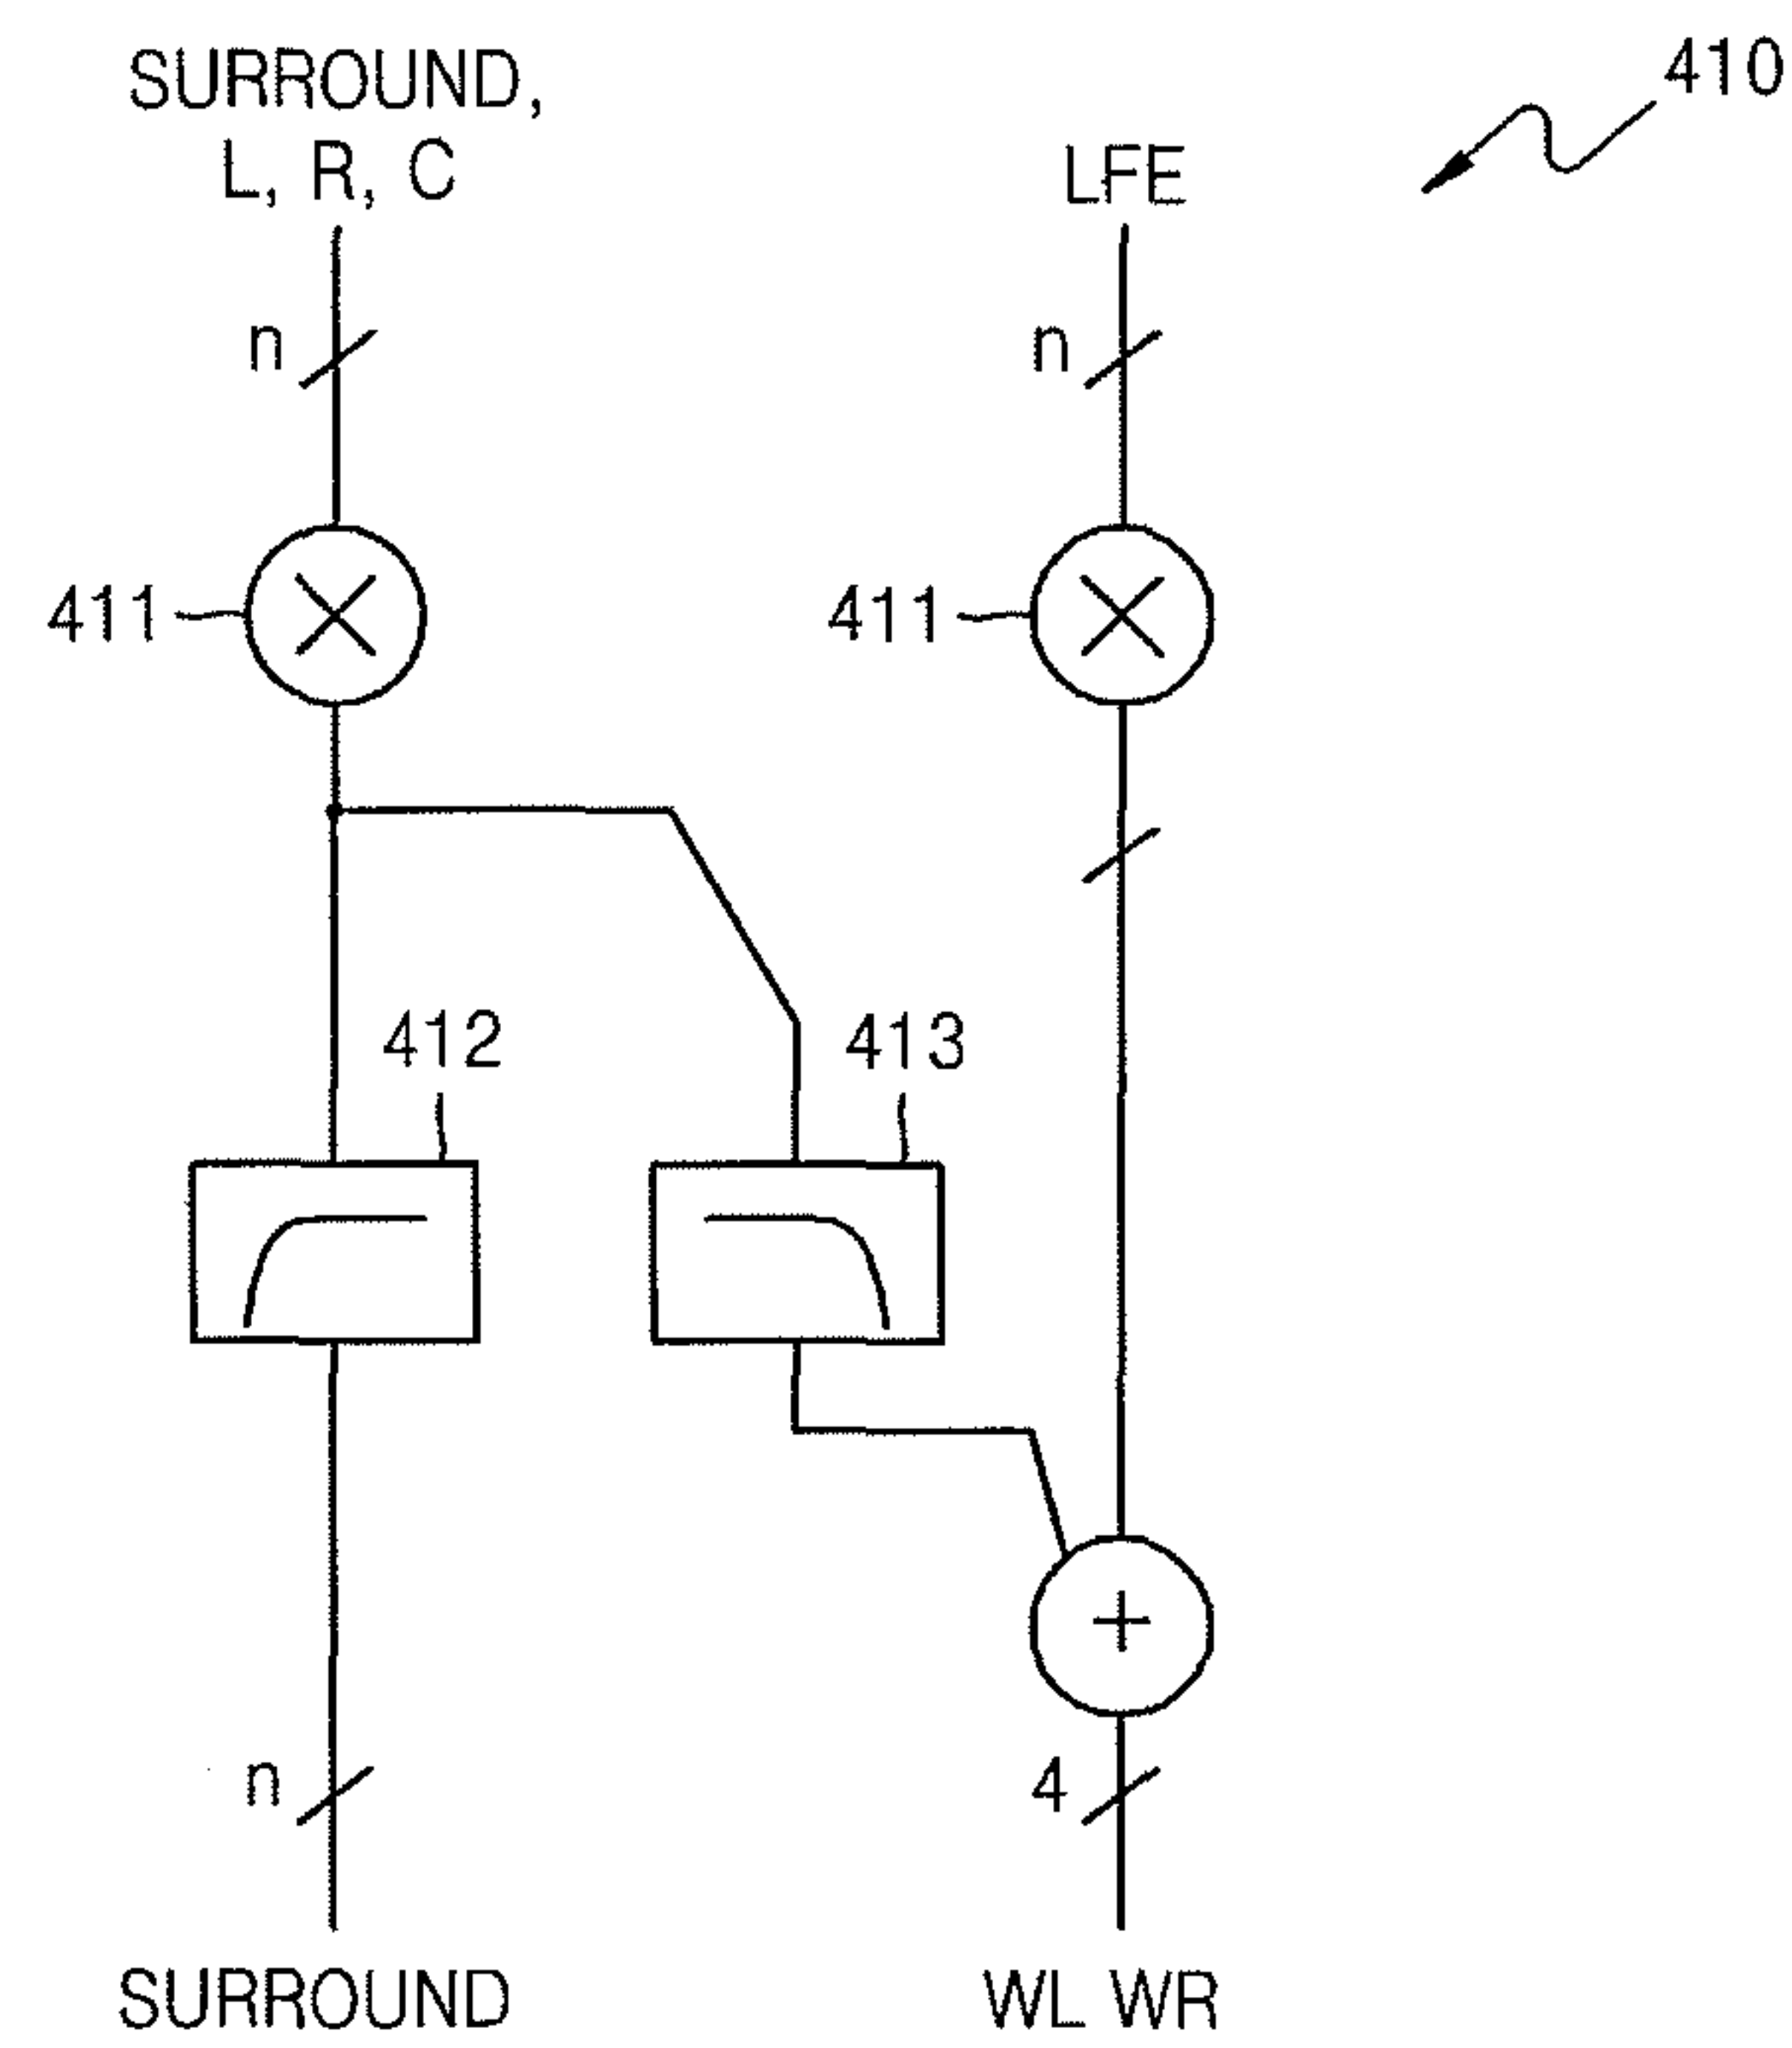 410
SURROUND,
L, R, C
LFE
n
n
411
411
412
413
n
4
SURROUND
WL WR